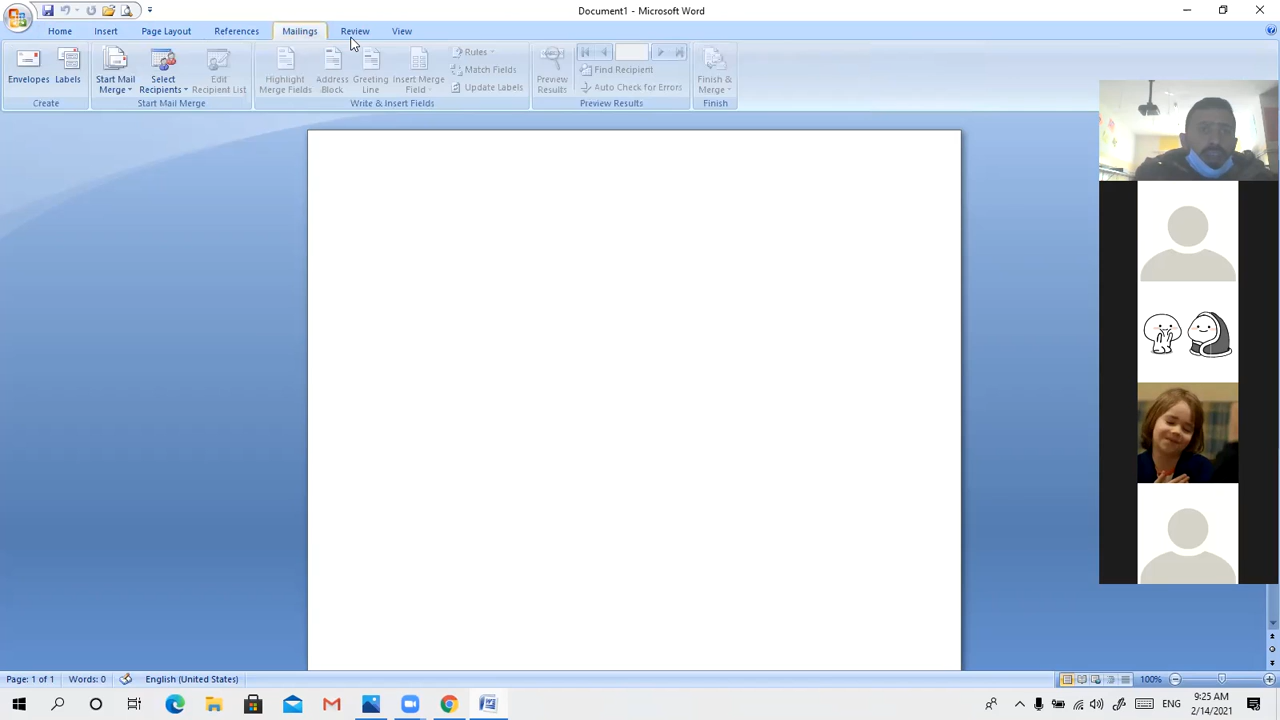 Document1 - Microsoft Word
Home Insert Page Layout References Mailings Review View
Envelopes Labels
Start Mail Merge Select Recipients Edit Recipient List
Highlight Merge Fields Address Block Greeting Line Insert Merge Field
Rules
Match Fields
Update Labels
Preview Results
Find Recipient
Auto Check for Errors
Finish & Merge
Create Start Mail Merge Write & Insert Fields Preview Results Finish
Page: 1 of 1 Words: 0 English (United States) 100%
ENG
9:25 AM
2/14/2021